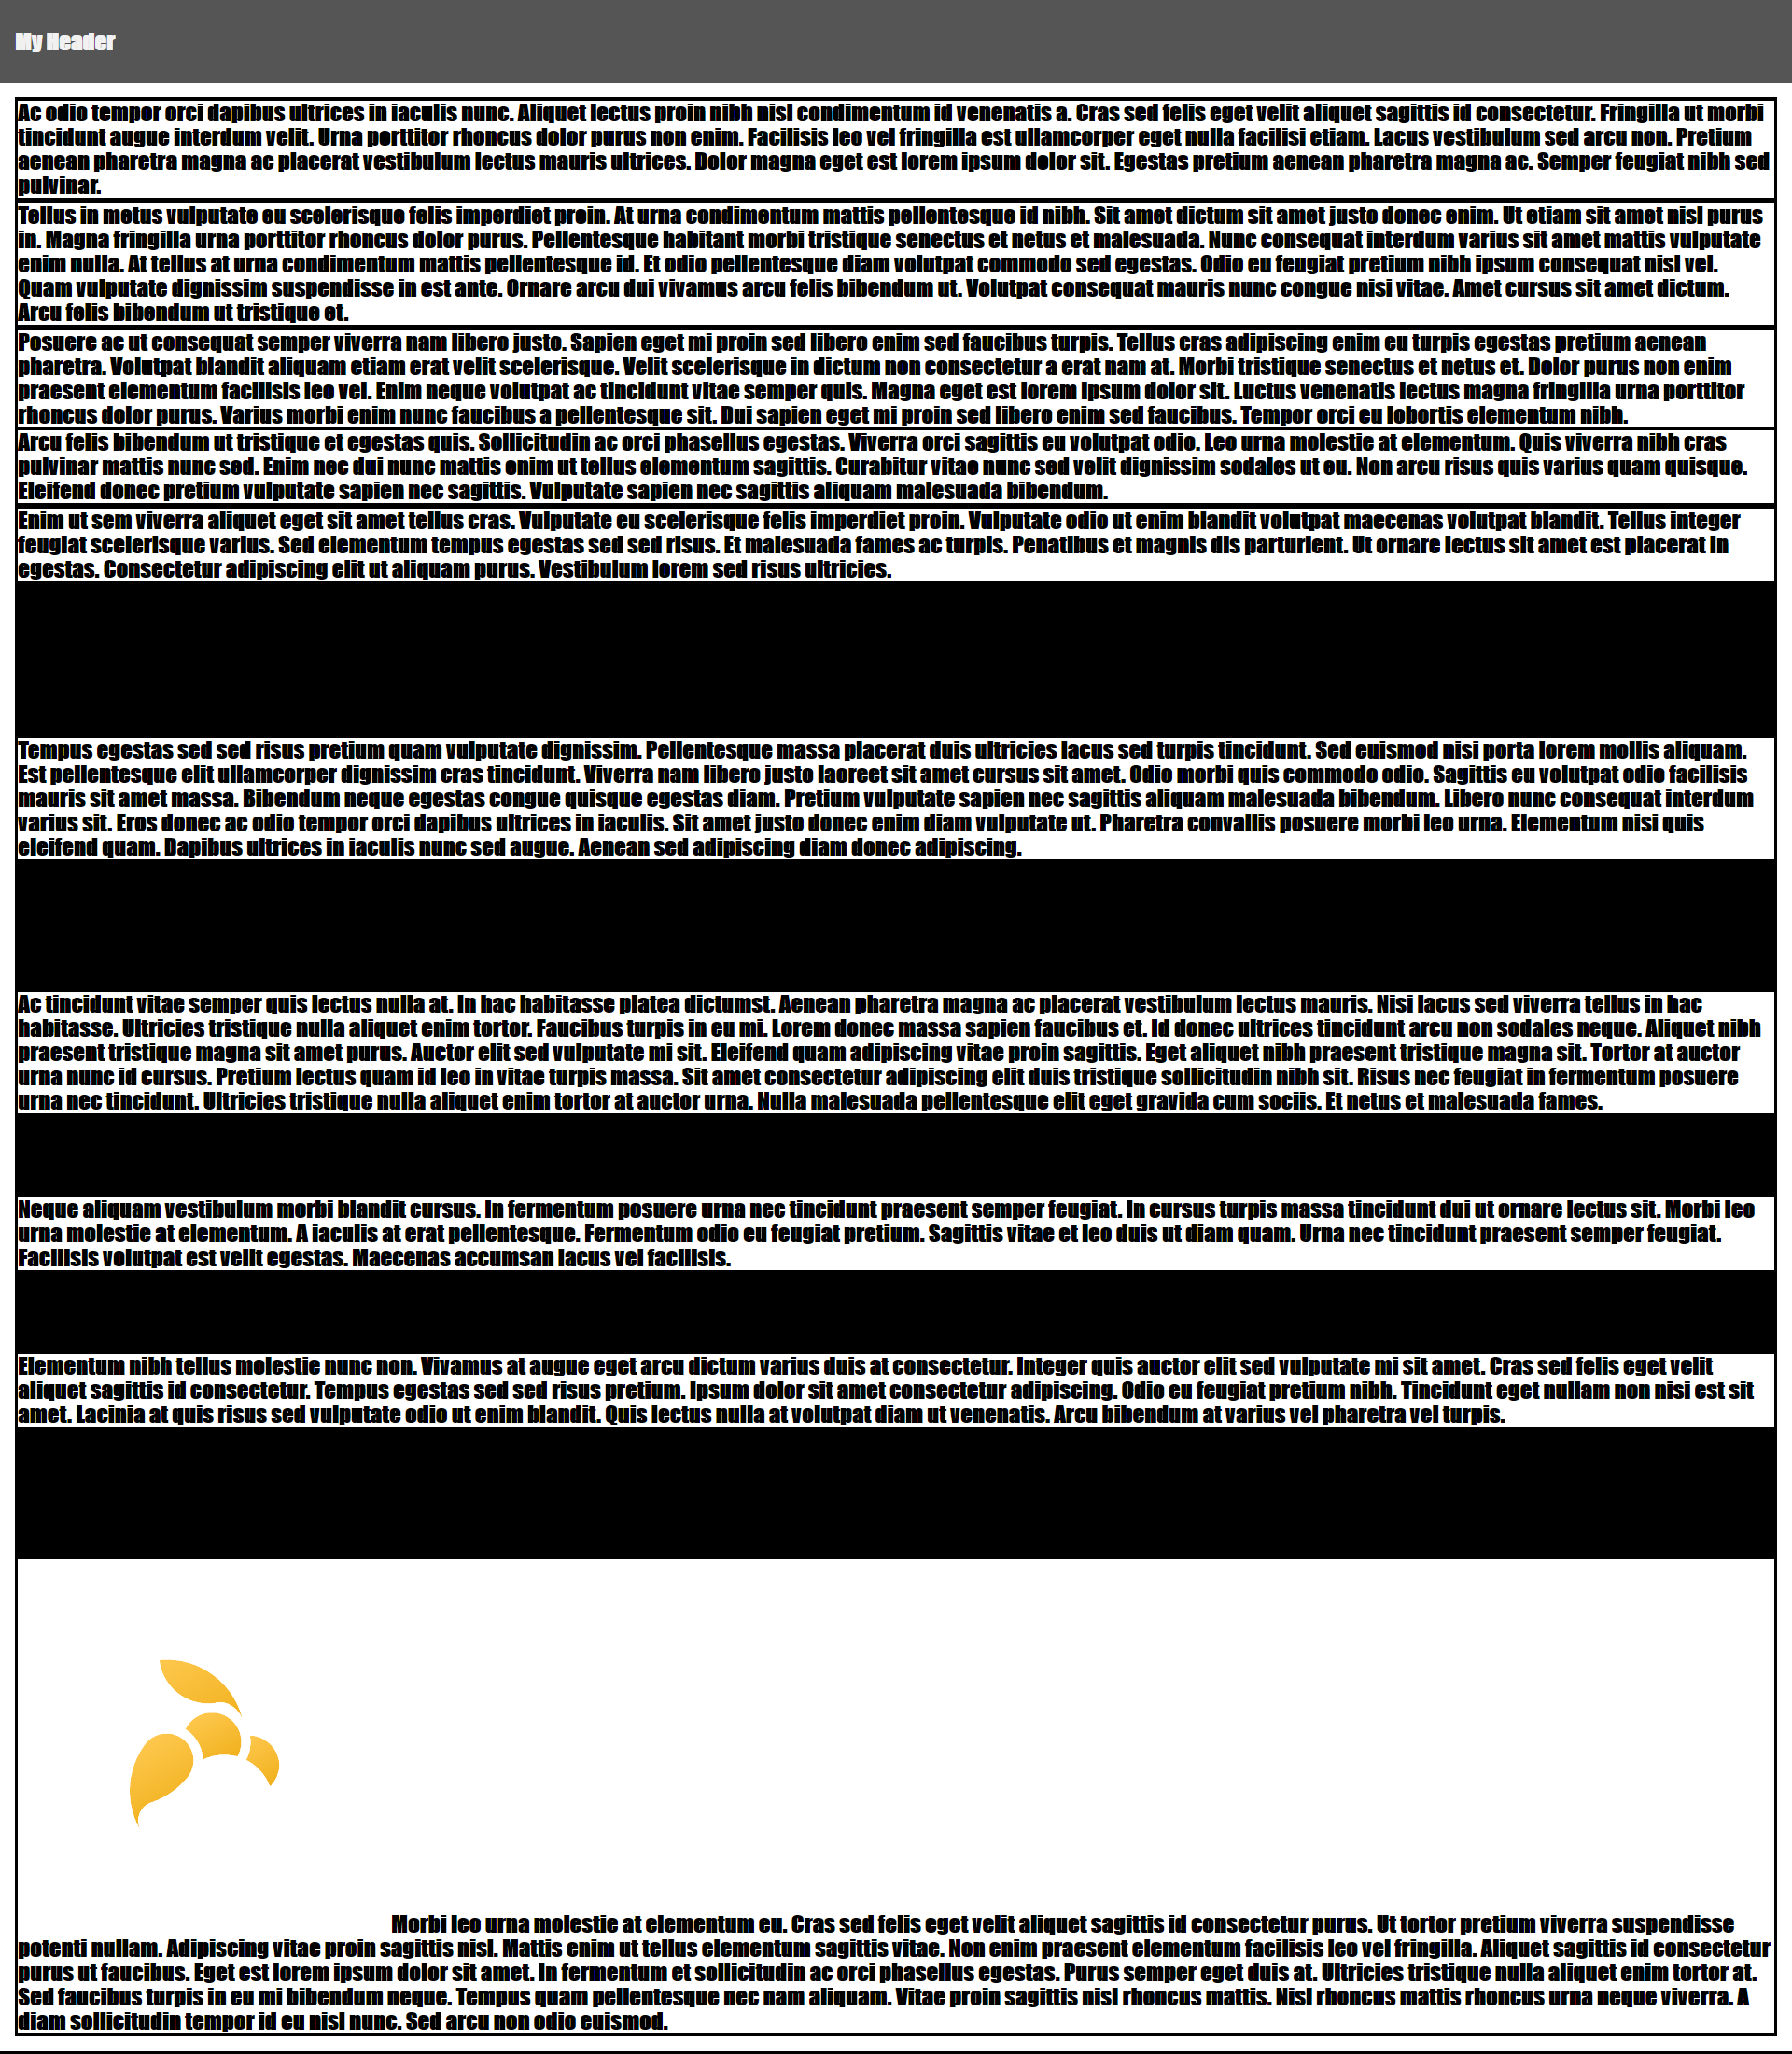 My Header
Ac odio tempor orci dapibus ultrices in iaculis nunc. Aliquet lectus proin nibh nisl condimentum id venenatis a. Cras sed felis eget velit aliquet sagittis id consectetur. Fringilla ut morbi
tincidunt augue interdum velit. Urna porttitor rhoncus dolor purus non enim. Facilisis leo vel fringilla est ullamcorper eget nulla facilisi etiam. Lacus vestibulum sed arcu non. Pretium
aenean pharetra magna ac placerat vestibulum lectus mauris ultrices. Dolor magna eget est lorem ipsum dolor sit. Egestas pretium aenean pharetra magna ac. Semper feugiat nibh sed
pulvinar.
Tellus in metus vulputate eu scelerisque felis imperdiet proin. At urna condimentum mattis pellentesque id nibh. Sit amet dictum sit amet justo donec enim. Ut etiam sit amet nisl purus
in. Magna fringilla urna porttitor rhoncus dolor purus. Pellentesque habitant morbi tristique senectus et netus et malesuada. Nunc consequat interdum varius sit amet mattis vulputate
enim nulla. At tellus at urna condimentum mattis pellentesque id. Et odio pellentesque diam volutpat commodo sed egestas. Odio eu feugiat pretium nibh ipsum consequat nisl vel.
Quam vulputate dignissim suspendisse in est ante. Ornare arcu dui vivamus arcu felis bibendum ut. Volutpat consequat mauris nunc congue nisi vitae. Amet cursus sit amet dictum.
Arcu felis bibendum ut tristique et.
Posuere ac ut consequat semper viverra nam libero justo. Sapien eget mi proin sed libero enim sed faucibus turpis. Tellus cras adipiscing enim eu turpis egestas pretium aenean
pharetra. Volutpat blandit aliquam etiam erat velit scelerisque. Velit scelerisque in dictum non consectetur a erat nam at. Morbi tristique senectus et netus et. Dolor purus non enim
praesent elementum facilisis leo vel. Enim neque volutpat ac tincidunt vitae semper quis. Magna eget est lorem ipsum dolor sit. Luctus venenatis lectus magna fringilla urna porttitor
rhoncus dolor purus. Varius morbi enim nunc faucibus a pellentesque sit. Dui sapien eget mi proin sed libero enim sed faucibus. Tempor orci eu lobortis elementum nibh.
Arcu felis bibendum ut tristique et egestas quis. Sollicitudin ac orci phasellus egestas. Viverra orci sagittis eu volutpat odio. Leo urna molestie at elementum. Quis viverra nibh cras
pulvinar mattis nunc sed. Enim nec dui nunc mattis enim ut tellus elementum sagittis. Curabitur vitae nunc sed velit dignissim sodales ut eu. Non arcu risus quis varius quam quisque.
Eleifend donec pretium vulputate sapien nec sagittis. Vulputate sapien nec sagittis aliquam malesuada bibendum.
Enim ut sem viverra aliquet eget sit amet tellus cras. Vulputate eu scelerisque felis imperdiet proin. Vulputate odio ut enim blandit volutpat maecenas volutpat blandit. Tellus integer
feugiat scelerisque varius. Sed elementum tempus egestas sed sed risus. Et malesuada fames ac turpis. Penatibus et magnis dis parturient. Ut ornare lectus sit amet est placerat in
egestas. Consectetur adipiscing elit ut aliquam purus. Vestibulum lorem sed risus ultricies.
Tempus egestas sed sed risus pretium quam vulputate dignissim. Pellentesque massa placerat duis ultricies lacus sed turpis tincidunt. Sed euismod nisi porta lorem mollis aliquam.
Est pellentesque elit ullamcorper dignissim cras tincidunt. Viverra nam libero justo laoreet sit amet cursus sit amet. Odio morbi quis commodo odio. Sagittis eu volutpat odio facilisis
mauris sit amet massa. Bibendum neque egestas congue quisque egestas diam. Pretium vulputate sapien nec sagittis aliquam malesuada bibendum. Libero nunc consequat interdum
varius sit. Eros donec ac odio tempor orci dapibus ultrices in iaculis. Sit amet justo donec enim diam vulputate ut. Pharetra convallis posuere morbi leo urna. Elementum nisi quis
eleifend quam. Dapibus ultrices in iaculis nunc sed augue. Aenean sed adipiscing diam donec adipiscing.
Ac tincidunt vitae semper quis lectus nulla at. In hac habitasse platea dictumst. Aenean pharetra magna ac placerat vestibulum lectus mauris. Nisi lacus sed viverra tellus in hac
habitasse. Ultricies tristique nulla aliquet enim tortor. Faucibus turpis in eu mi. Lorem donec massa sapien faucibus et. Id donec ultrices tincidunt arcu non sodales neque. Aliquet nibh
praesent tristique magna sit amet purus. Auctor elit sed vulputate mi sit. Eleifend quam adipiscing vitae proin sagittis. Eget aliquet nibh praesent tristique magna sit. Tortor at auctor
urna nunc id cursus. Pretium lectus quam id leo in vitae turpis massa. Sit amet consectetur adipiscing elit duis tristique sollicitudin nibh sit. Risus nec feugiat in fermentum posuere
urna nec tincidunt. Ultricies tristique nulla aliquet enim tortor at auctor urna. Nulla malesuada pellentesque elit eget gravida cum sociis. Et netus et malesuada fames.
Neque aliquam vestibulum morbi blandit cursus. In fermentum posuere urna nec tincidunt praesent semper feugiat. In cursus turpis massa tincidunt dui ut ornare lectus sit. Morbi leo
urna molestie at elementum. A iaculis at erat pellentesque. Fermentum odio eu feugiat pretium. Sagittis vitae et leo duis ut diam quam. Urna nec tincidunt praesent semper feugiat.
Facilisis volutpat est velit egestas. Maecenas accumsan lacus vel facilisis.
Elementum nibh tellus molestie nunc non. Vivamus at augue eget arcu dictum varius duis at consectetur. Integer quis auctor elit sed vulputate mi sit amet. Cras sed felis eget velit
aliquet sagittis id consectetur. Tempus egestas sed sed risus pretium. Ipsum dolor sit amet consectetur adipiscing. Odio eu feugiat pretium nibh. Tincidunt eget nullam non nisi est sit
amet. Lacinia at quis risus sed vulputate odio ut enim blandit. Quis lectus nulla at volutpat diam ut venenatis. Arcu bibendum at varius vel pharetra vel turpis.
Morbi leo urna molestie at elementum eu. Cras sed felis eget velit aliquet sagittis id consectetur purus. Ut tortor pretium viverra suspendisse
potenti nullam. Adipiscing vitae proin sagittis nisl. Mattis enim ut tellus elementum sagittis vitae. Non enim praesent elementum facilisis leo vel fringilla. Aliquet sagittis id consectetur
purus ut faucibus. Eget est lorem ipsum dolor sit amet. In fermentum et sollicitudin ac orci phasellus egestas. Purus semper eget duis at. Ultricies tristique nulla aliquet enim tortor at.
Sed faucibus turpis in eu mi bibendum neque. Tempus quam pellentesque nec nam aliquam. Vitae proin sagittis nisl rhoncus mattis. Nisl rhoncus mattis rhoncus urna neque viverra. A
diam sollicitudin tempor id eu nisl nunc. Sed arcu non odio euismod.